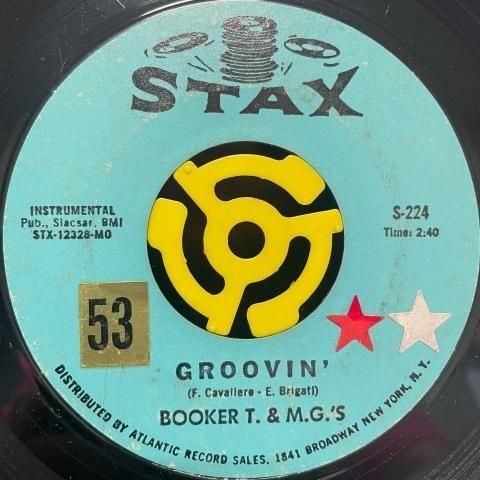 STAX
INSTRUMENTAL
Pub., Slacsar, BMI
STX-12328-MO
S-224
Time: 2:40
53
GROOVIN'
(F. Cavaliere - E. Brigati)
BOOKER T. & M.G.'S
DISTRIBUTED BY ATLANTIC RECORD SALES. 1841 BROADWAY NEW YORK, N. Y.